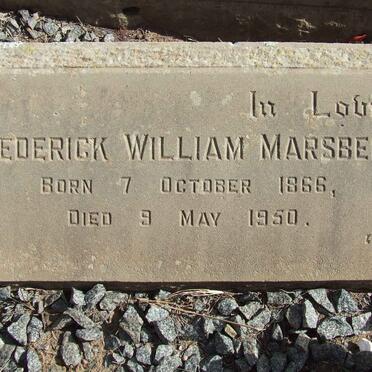 In Lov
EDERICK WILLIAM MARSBE
BORN 7 OCTOBER 1866,
DIED 9 MAY 1950.